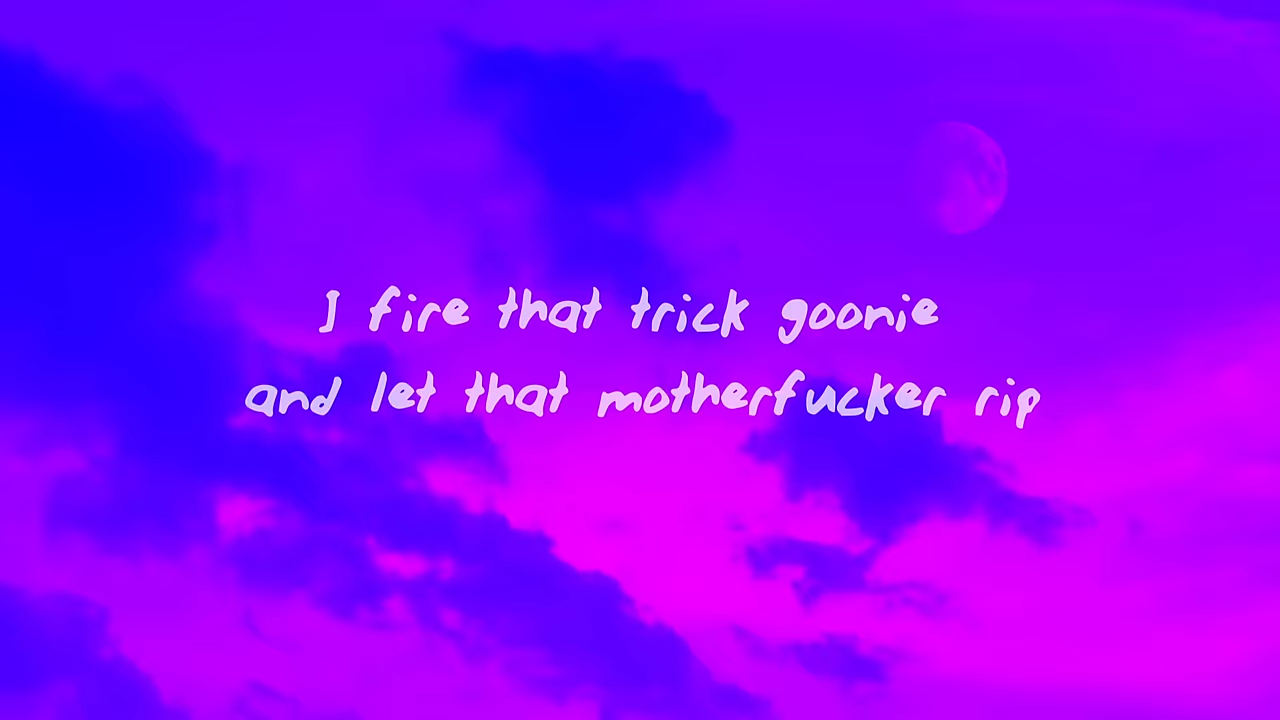 I fire that trick goonie
and let that motherfucker rip